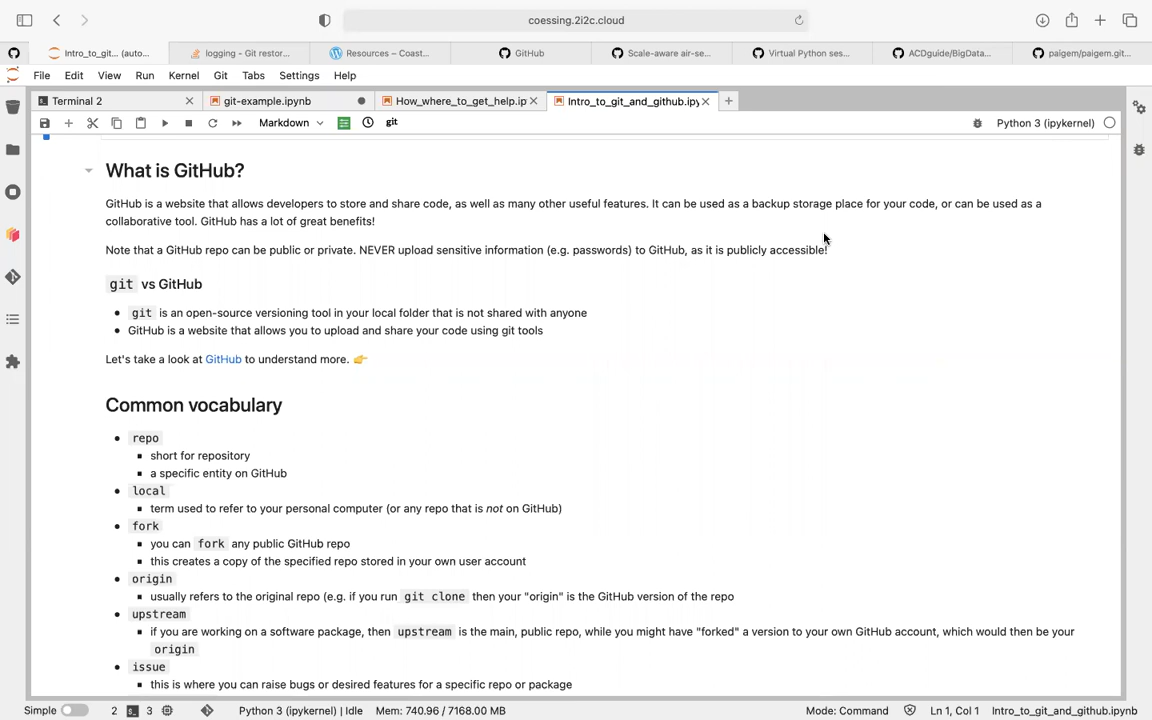 coessing.2i2c.cloud
Intro_to_git... (auto...
logging - Git restor...
Resources – Coast...
GitHub
Scale-aware air-se...
Virtual Python ses...
ACDguide/BigData...
paigem/paigem.git...
File Edit View Run Kernel Git Tabs Settings Help
Terminal 2
git-example.ipynb
How_where_to_get_help.ip
Intro_to_git_and_github.ipy
Markdown
git
Python 3 (ipykernel)
What is GitHub?
GitHub is a website that allows developers to store and share code, as well as many other useful features. It can be used as a backup storage place for your code, or can be used as a
collaborative tool. GitHub has a lot of great benefits!
Note that a GitHub repo can be public or private. NEVER upload sensitive information (e.g. passwords) to GitHub, as it is publicly accessible!
git vs GitHub
• git is an open-source versioning tool in your local folder that is not shared with anyone
• GitHub is a website that allows you to upload and share your code using git tools
Let's take a look at GitHub to understand more. 👉
Common vocabulary
• repo
▪ short for repository
▪ a specific entity on GitHub
• local
▪ term used to refer to your personal computer (or any repo that is not on GitHub)
• fork
▪ you can fork any public GitHub repo
▪ this creates a copy of the specified repo stored in your own user account
• origin
▪ usually refers to the original repo (e.g. if you run git clone then your "origin" is the GitHub version of the repo
• upstream
▪ if you are working on a software package, then upstream is the main, public repo, while you might have "forked" a version to your own GitHub account, which would then be your
origin
• issue
▪ this is where you can raise bugs or desired features for a specific repo or package
Simple 2 3 Python 3 (ipykernel) | Idle Mem: 740.96 / 7168.00 MB Mode: Command Ln 1, Col 1 Intro_to_git_and_github.ipynb